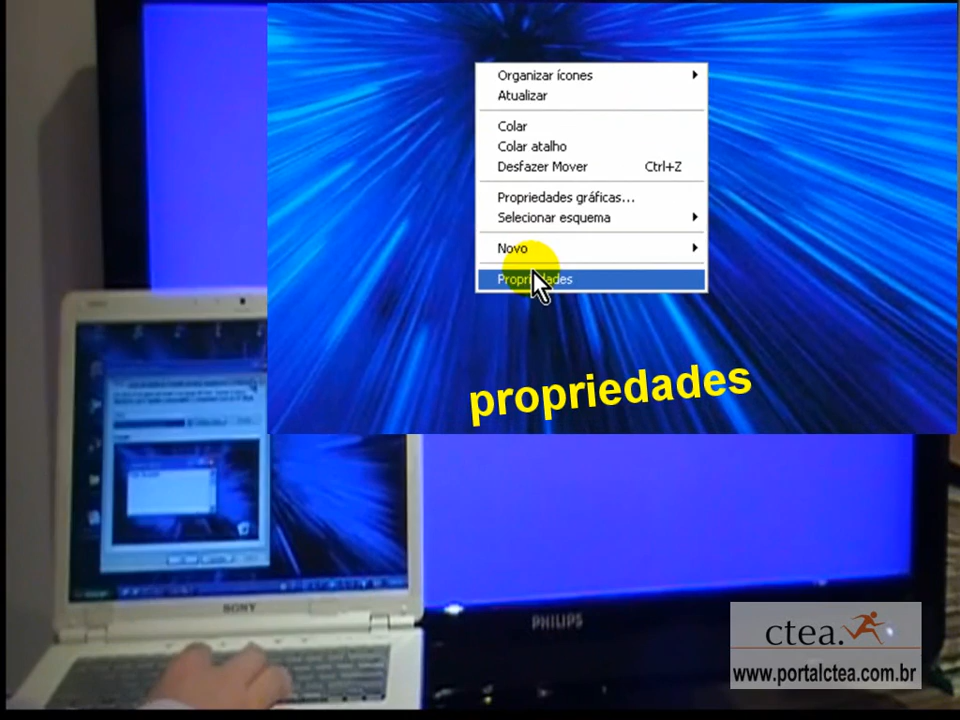 Organizar ícones
Atualizar
Colar
Colar atalho
Desfazer Mover Ctrl+Z
Propriedades gráficas...
Selecionar esquema
Novo
Propriedades
propriedades
SONY
PHILIPS
ctea.
www.portalctea.com.br